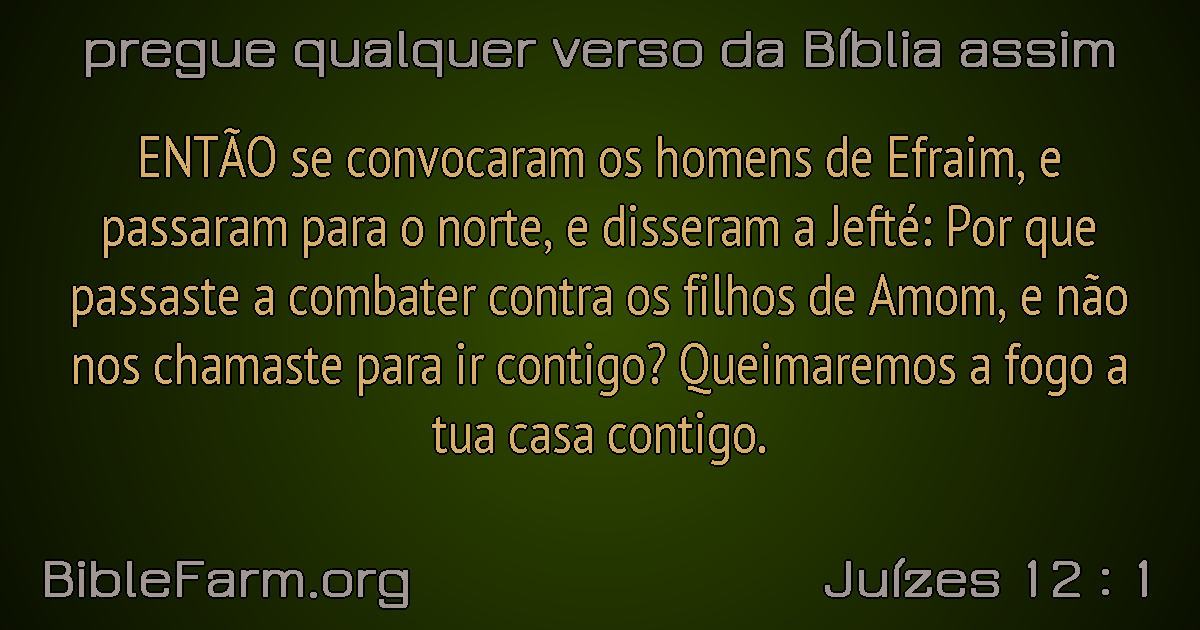 pregue qualquer verso da Bíblia assim
ENTÃO se convocaram os homens de Efraim, e
passaram para o norte, e disseram a Jefté: Por que
passaste a combater contra os filhos de Amom, e não
nos chamaste para ir contigo? Queimaremos a fogo a
tua casa contigo.
BibleFarm.org
Juízes 12 : 1